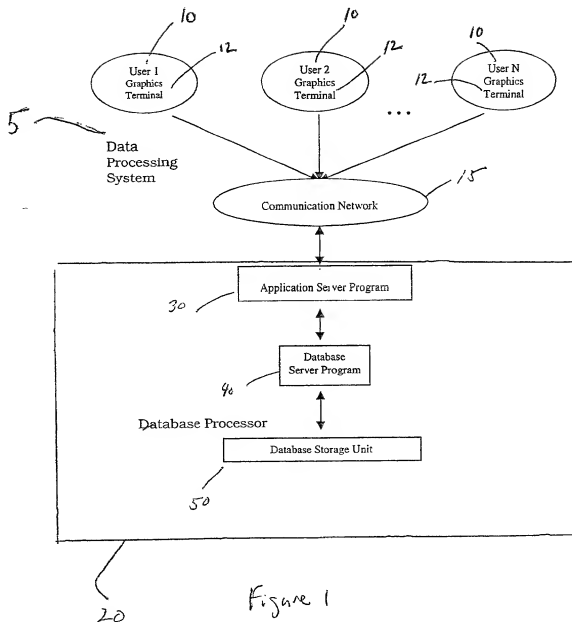 10
12
10
12
10
12
User 1
Graphics
Terminal
User 2
Graphics
Terminal
User N
Graphics
Terminal
...
5
Data
Processing
System
15
Communication Network
Application Server Program
30
Database
Server Program
40
Database Processor
Database Storage Unit
50
20
Figure 1